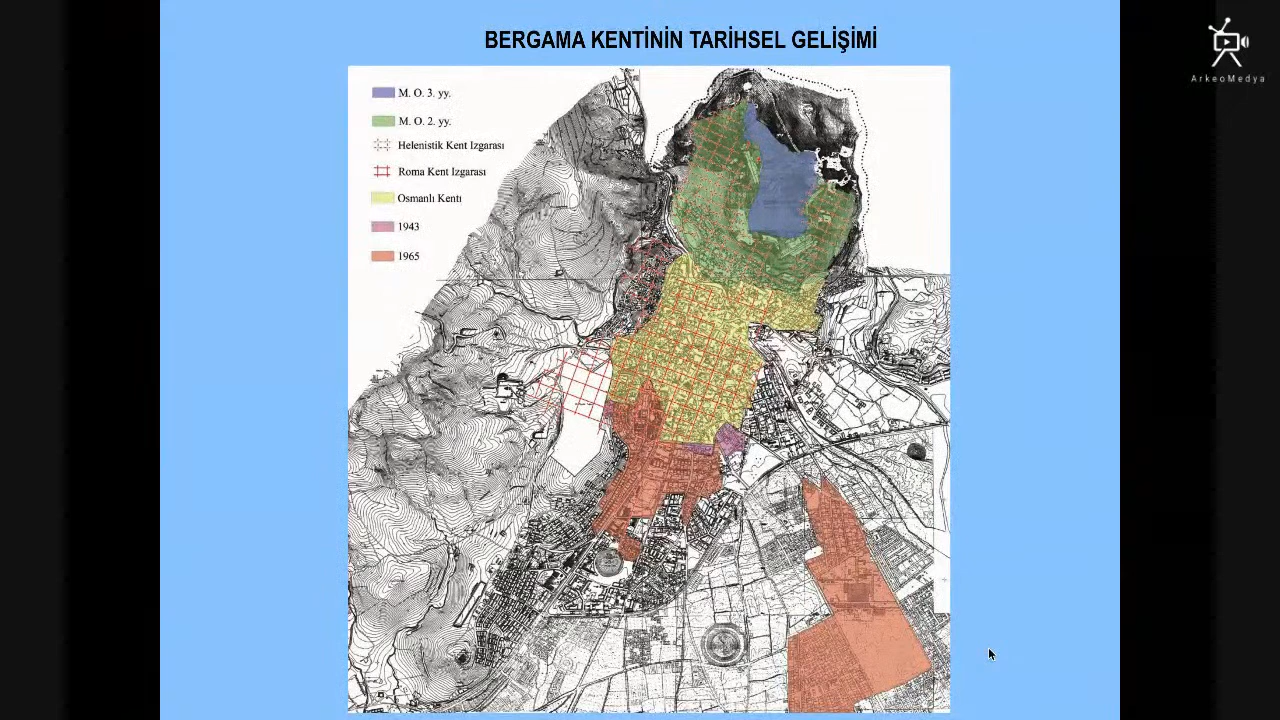 BERGAMA KENTİNİN TARİHSEL GELİŞİMİ
ArkeoMedya
M. O. 3. yy.
M. O. 2. yy.
Helenistik Kent Izgarası
Roma Kent Izgarası
Osmanlı Kenti
1943
1965